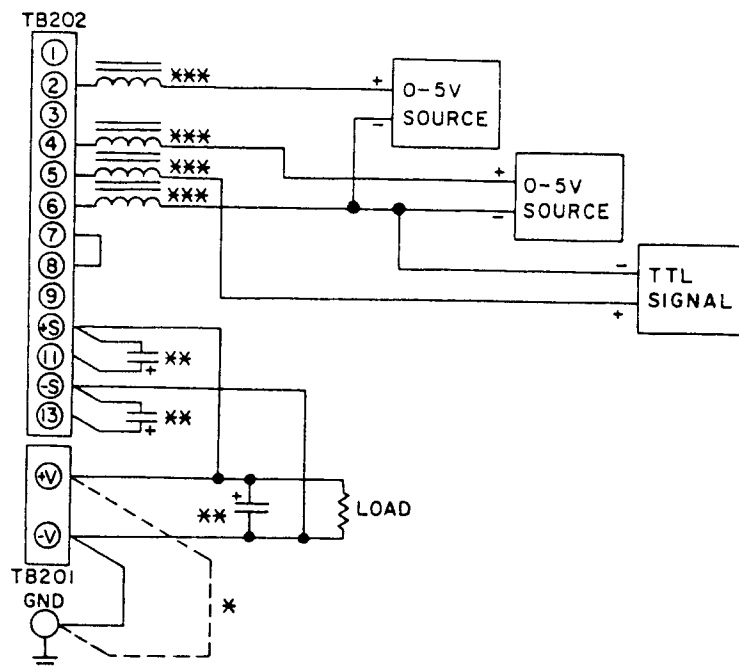 TB202
1
2 *** + 0-5V
3 - SOURCE
4 ***
5 *** + 0-5V
6 *** - SOURCE
7
8 - TTL
9 + SIGNAL
+S
11 + **
-S
13 + **
+V
+
** LOAD
-V
TB201
GND
*